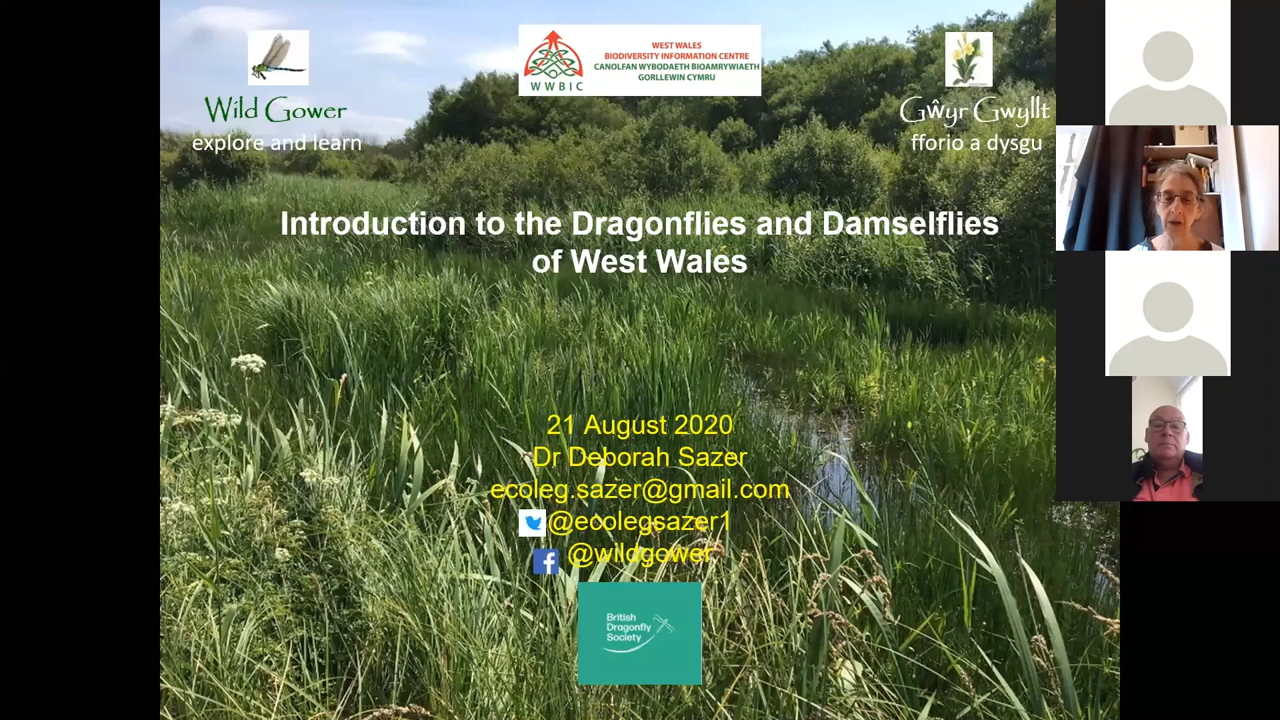 WEST WALES
BIODIVERSITY INFORMATION CENTRE
CANOLFAN WYBODAETH BIOAMRYWIAETH
GORLLEWIN CYMRU
WWBIC
Wild Gower
explore and learn
Gŵyr Gwyllt
fforio a dysgu
Introduction to the Dragonflies and Damselflies
of West Wales
21 August 2020
Dr Deborah Sazer
ecoleg.sazer@gmail.com
@ecolegsazer1
@wildgower
British
Dragonfly
Society